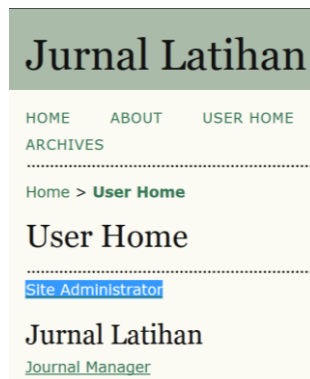 Jurnal Latihan
HOME ABOUT USER HOME
ARCHIVES
Home > User Home
User Home
Site Administrator
Jurnal Latihan
Journal Manager